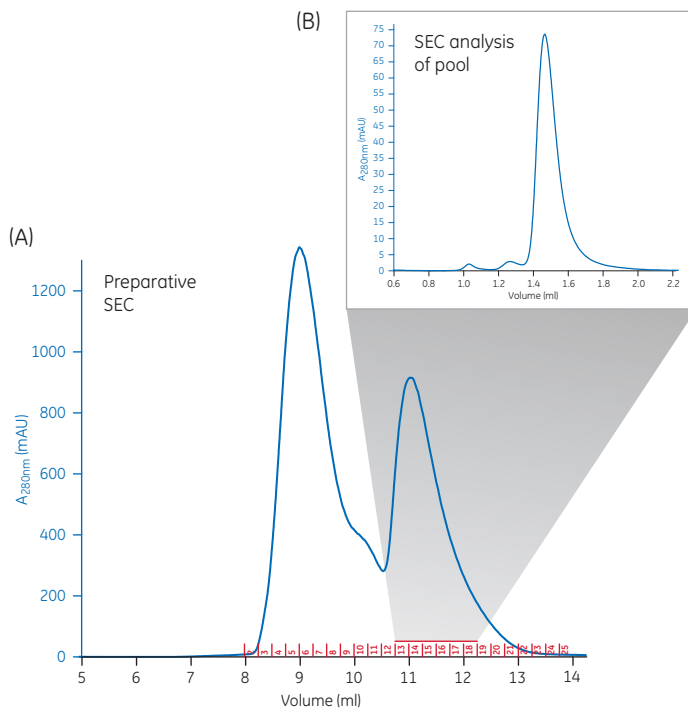 (B)
SEC analysis
of pool
75
70
65
60
55
50
45
40
35
30
25
20
15
10
5
0
A280nm (mAU)
0.6 0.8 1.0 1.2 1.4 1.6 1.8 2.0 2.2
Volume (ml)
(A)
Preparative
SEC
1200
1000
800
600
400
200
0
A280nm (mAU)
2 3 4 5 6 7 8 9 10 11 12 13 14 15 16 17 18 19 20 21 22 23 24 25
5 6 7 8 9 10 11 12 13 14
Volume (ml)